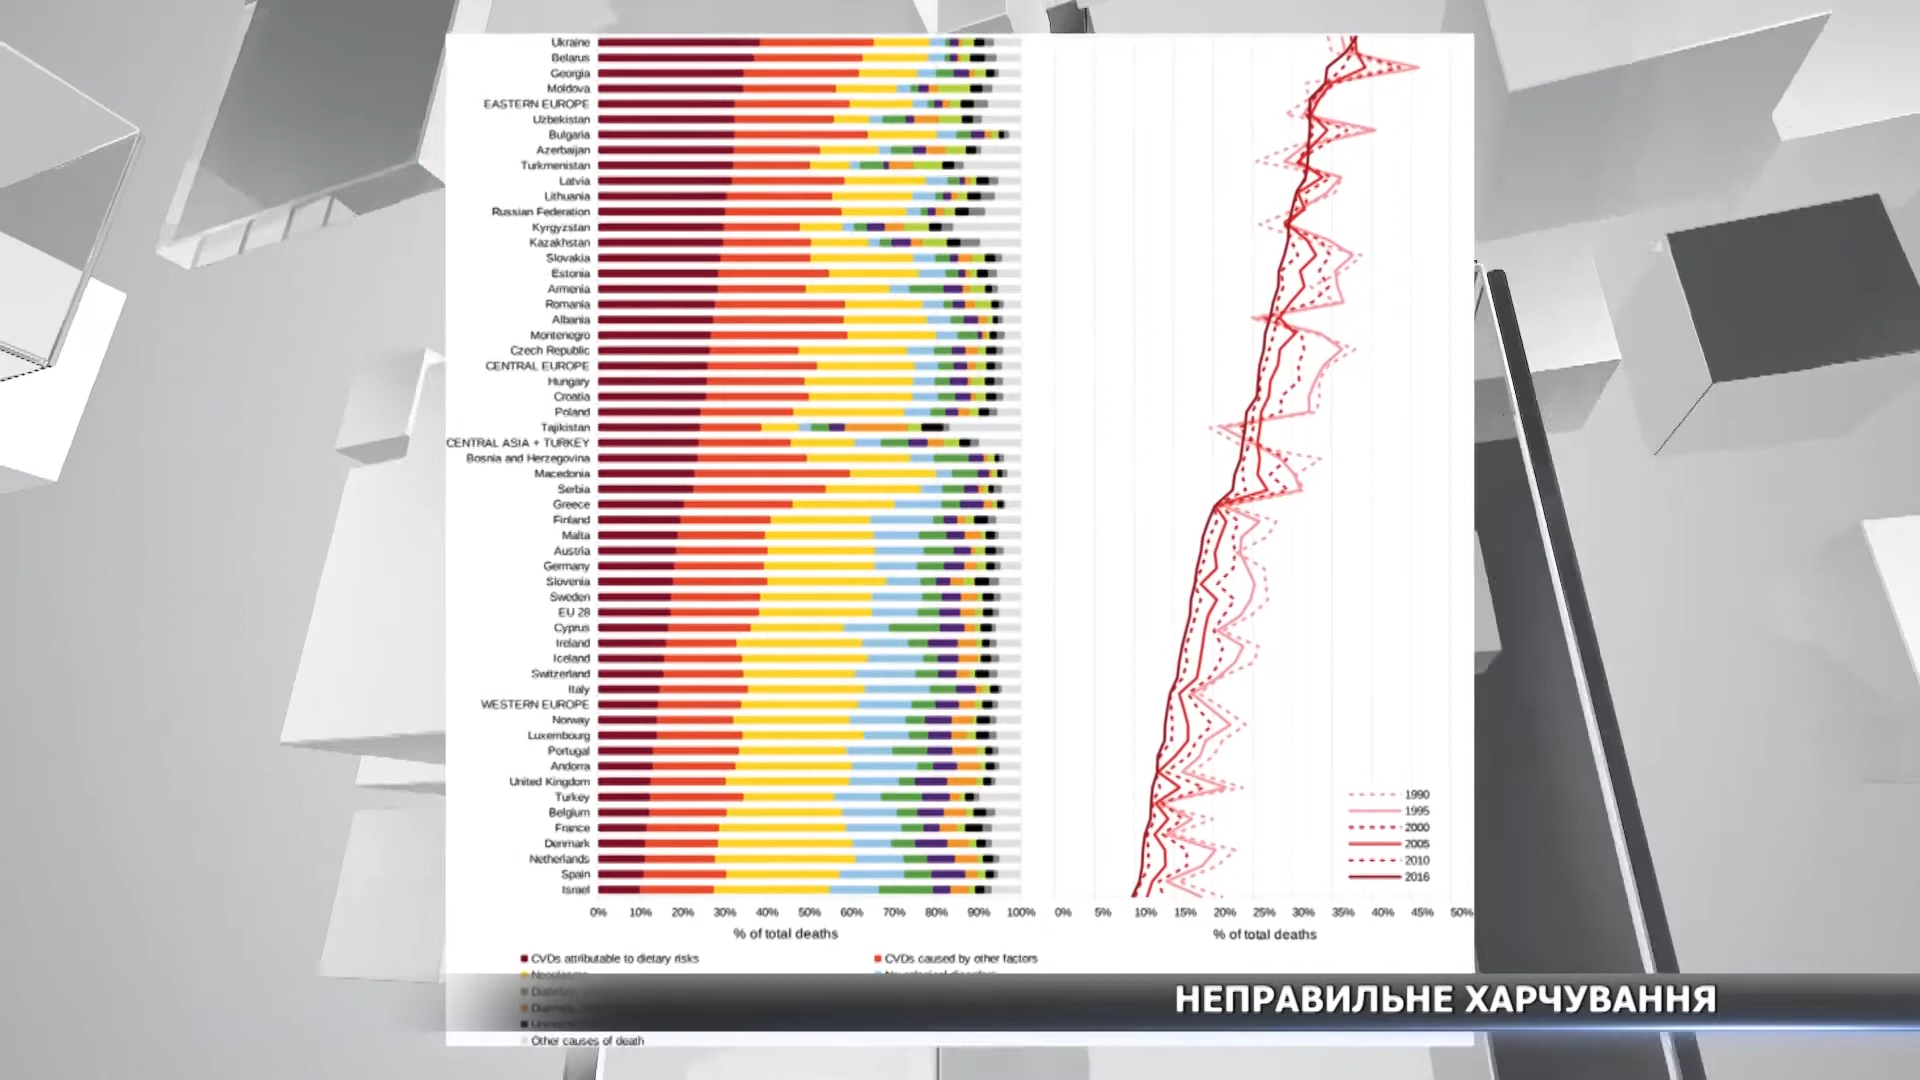 Ukraine
Belarus
Georgia
Moldova
EASTERN EUROPE
Uzbekistan
Bulgaria
Azerbaijan
Turkmenistan
Latvia
Lithuania
Russian Federation
Kyrgyzstan
Kazakhstan
Slovakia
Estonia
Armenia
Romania
Albania
Montenegro
Czech Republic
CENTRAL EUROPE
Hungary
Croatia
Poland
Tajikistan
CENTRAL ASIA + TURKEY
Bosnia and Herzegovina
Macedonia
Serbia
Greece
Finland
Malta
Austria
Germany
Slovenia
Sweden
EU 28
Cyprus
Ireland
Iceland
Switzerland
Italy
WESTERN EUROPE
Norway
Luxembourg
Portugal
Andorra
United Kingdom
Turkey
Belgium
France
Denmark
Netherlands
Spain
Israel
0% 10% 20% 30% 40% 50% 60% 70% 80% 90% 100%
% of total deaths
1990
1995
2000
2005
2010
2016
0% 5% 10% 15% 20% 25% 30% 35% 40% 45% 50%
% of total deaths
CVDs attributable to dietary risks
CVDs caused by other factors
Other causes of death
НЕПРАВИЛЬНЕ ХАРЧУВАННЯ